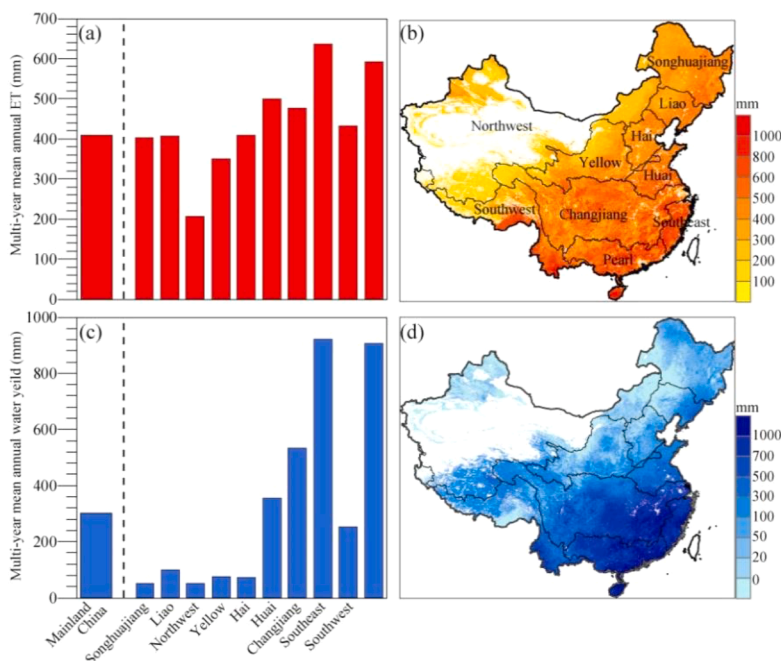 (a)
700
600
500
400
300
200
100
0
Multi-year mean annual ET (mm)
(b)
Songhuajiang
Liao
Northwest
Hai
Yellow
Huai
Southwest
Changjiang
Southeast
Pearl
mm
1000
800
600
400
300
200
100
(c)
1000
800
600
400
200
0
Multi-year mean annual water yeild (mm)
Mainland
China
Songhuajiang
Liao
Northwest
Yellow
Hai
Huai
Changjiang
Southeast
Southwest
(d)
mm
1000
700
500
300
100
50
20
0